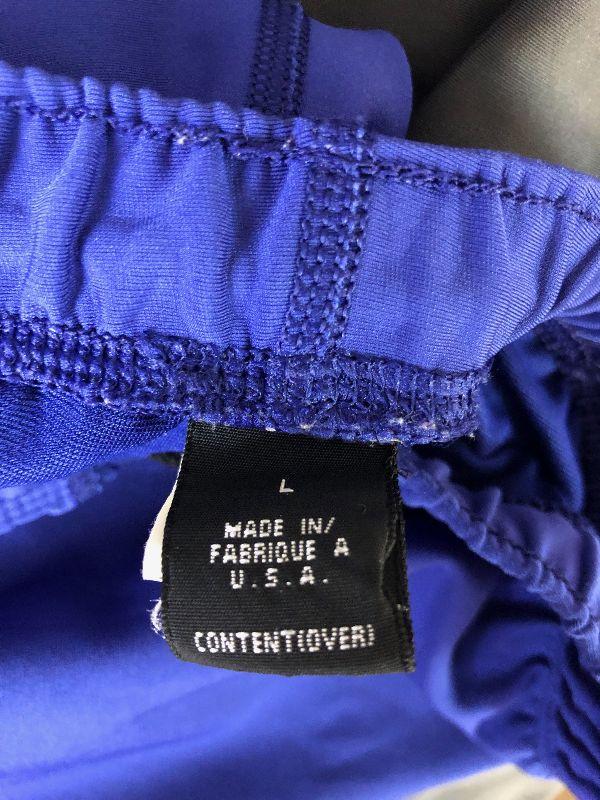 L
MADE IN/
FABRIQUE A
U.S.A.
CONTENT(OVER)